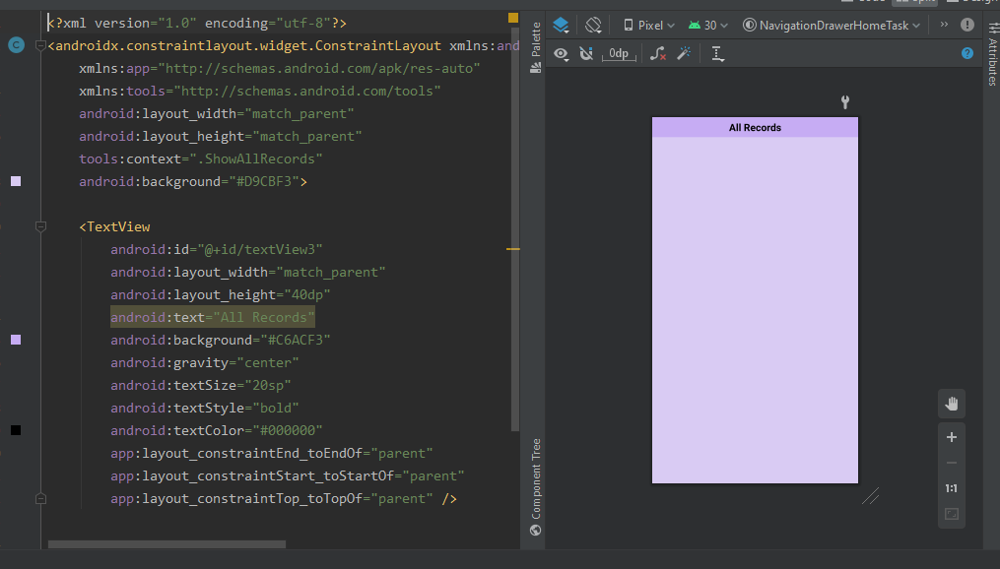 <?xml version="1.0" encoding="utf-8"?>
<androidx.constraintlayout.widget.ConstraintLayout xmlns:and
xmlns:app="http://schemas.android.com/apk/res-auto"
xmlns:tools="http://schemas.android.com/tools"
android:layout_width="match_parent"
android:layout_height="match_parent"
tools:context=".ShowAllRecords"
android:background="#D9CBF3">
<TextView
android:id="@+id/textView3"
android:layout_width="match_parent"
android:layout_height="40dp"
android:text="All Records"
android:background="#C6ACF3"
android:gravity="center"
android:textSize="20sp"
android:textStyle="bold"
android:textColor="#000000"
app:layout_constraintEnd_toEndOf="parent"
app:layout_constraintStart_toStartOf="parent"
app:layout_constraintTop_toTopOf="parent" />
C
Palette
Component Tree
Pixel
30
NavigationDrawerHomeTask
»
0dp
?
All Records
+
−
1:1
Attributes